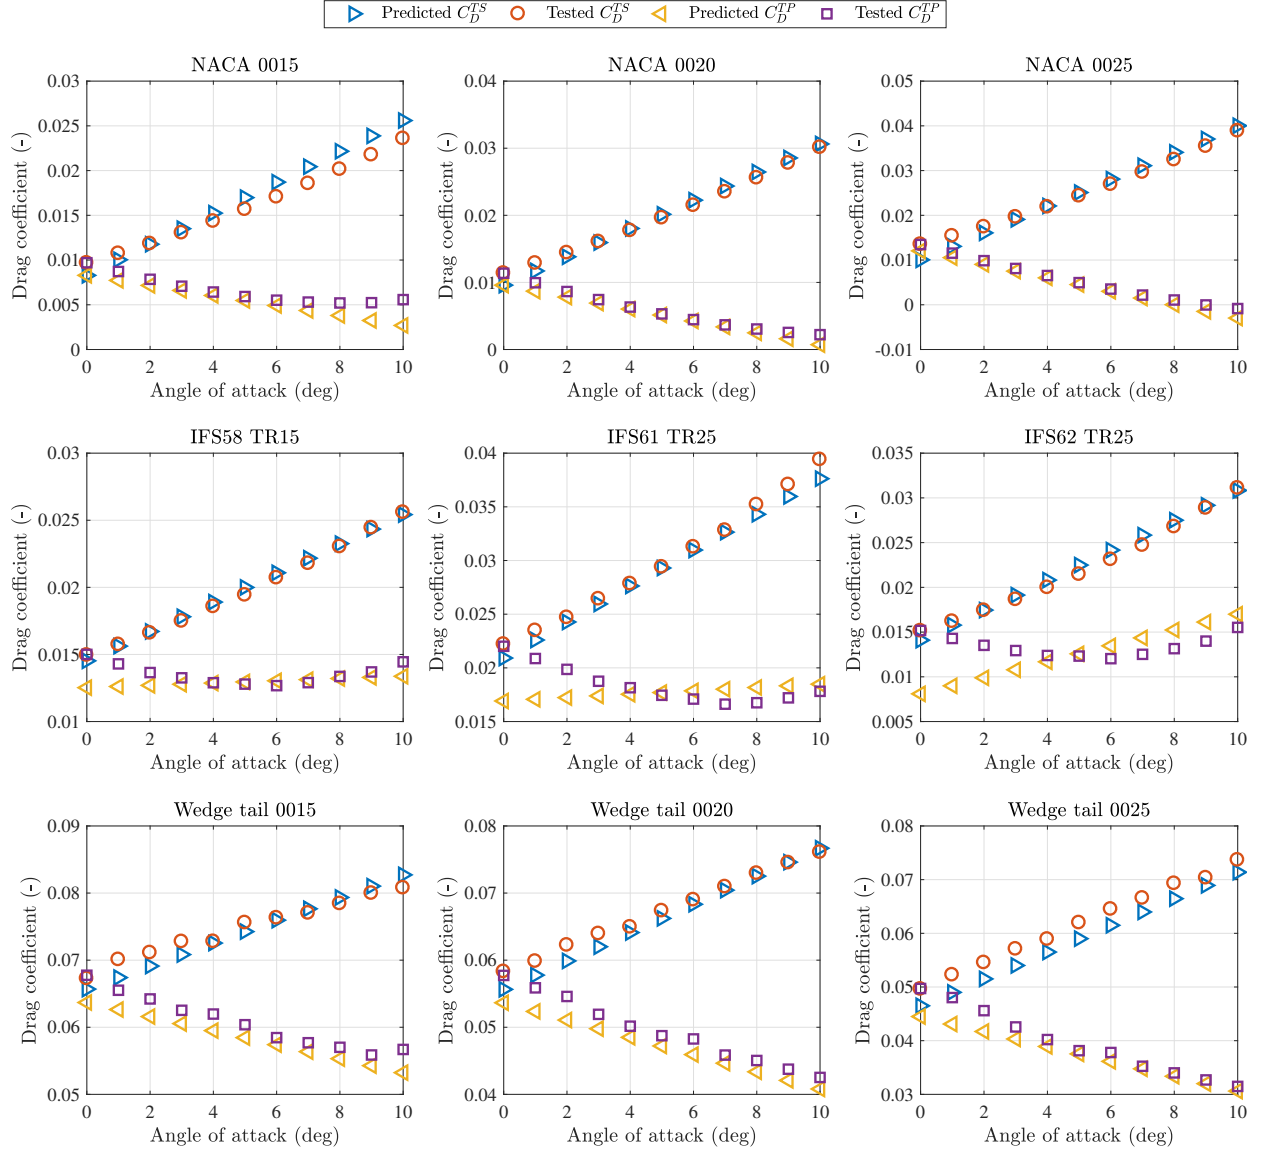 Predicted C_D^{TS} Tested C_D^{TS} Predicted C_D^{TP} Tested C_D^{TP}
NACA 0015 NACA 0020 NACA 0025
Drag coefficient (-)
0.03
0.025
0.02
0.015
0.01
0.005
0
0 2 4 6 8 10
Angle of attack (deg)
Drag coefficient (-)
0.04
0.03
0.02
0.01
0
0 2 4 6 8 10
Angle of attack (deg)
Drag coefficient (-)
0.05
0.04
0.03
0.02
0.01
0
-0.01
0 2 4 6 8 10
Angle of attack (deg)
IFS58 TR15 IFS61 TR25 IFS62 TR25
Drag coefficient (-)
0.03
0.025
0.02
0.015
0.01
0 2 4 6 8 10
Angle of attack (deg)
Drag coefficient (-)
0.04
0.035
0.03
0.025
0.02
0.015
0 2 4 6 8 10
Angle of attack (deg)
Drag coefficient (-)
0.035
0.03
0.025
0.02
0.015
0.01
0.005
0 2 4 6 8 10
Angle of attack (deg)
Wedge tail 0015 Wedge tail 0020 Wedge tail 0025
Drag coefficient (-)
0.09
0.08
0.07
0.06
0.05
0 2 4 6 8 10
Angle of attack (deg)
Drag coefficient (-)
0.08
0.07
0.06
0.05
0.04
0 2 4 6 8 10
Angle of attack (deg)
Drag coefficient (-)
0.08
0.07
0.06
0.05
0.04
0.03
0 2 4 6 8 10
Angle of attack (deg)